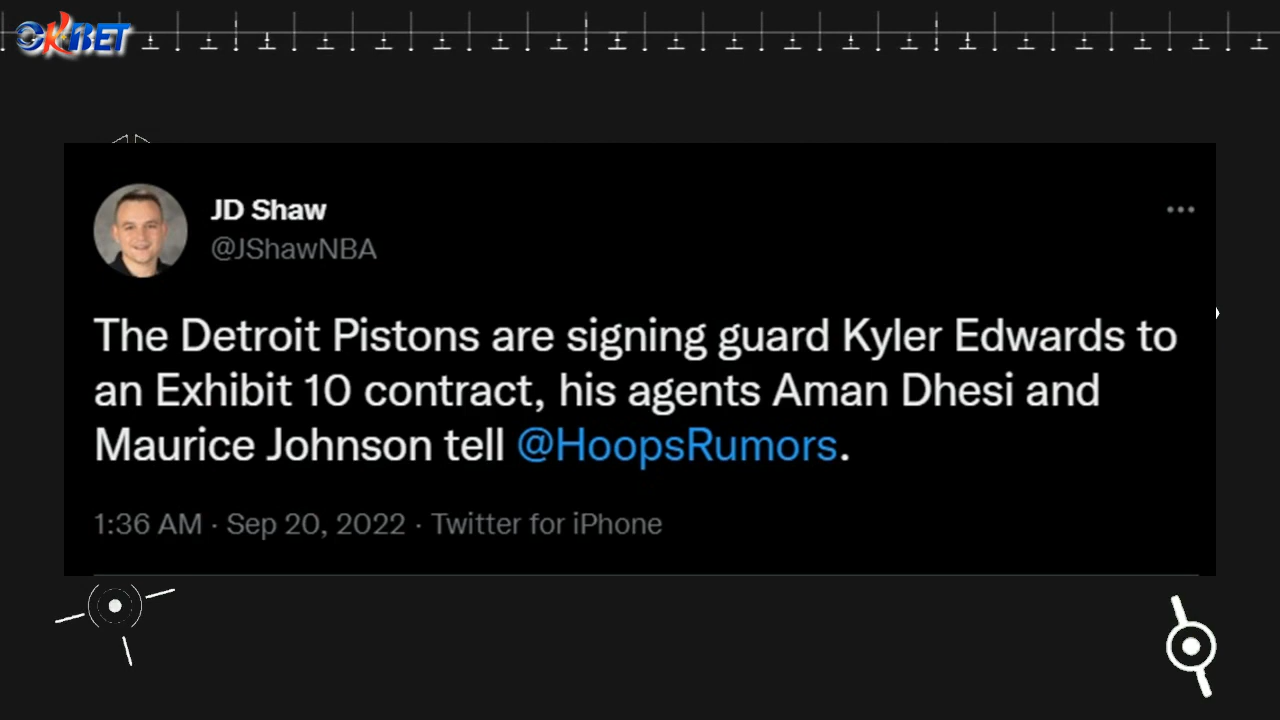 OKBET
JD Shaw
@JShawNBA
The Detroit Pistons are signing guard Kyler Edwards to
an Exhibit 10 contract, his agents Aman Dhesi and
Maurice Johnson tell @HoopsRumors.
1:36 AM · Sep 20, 2022 · Twitter for iPhone